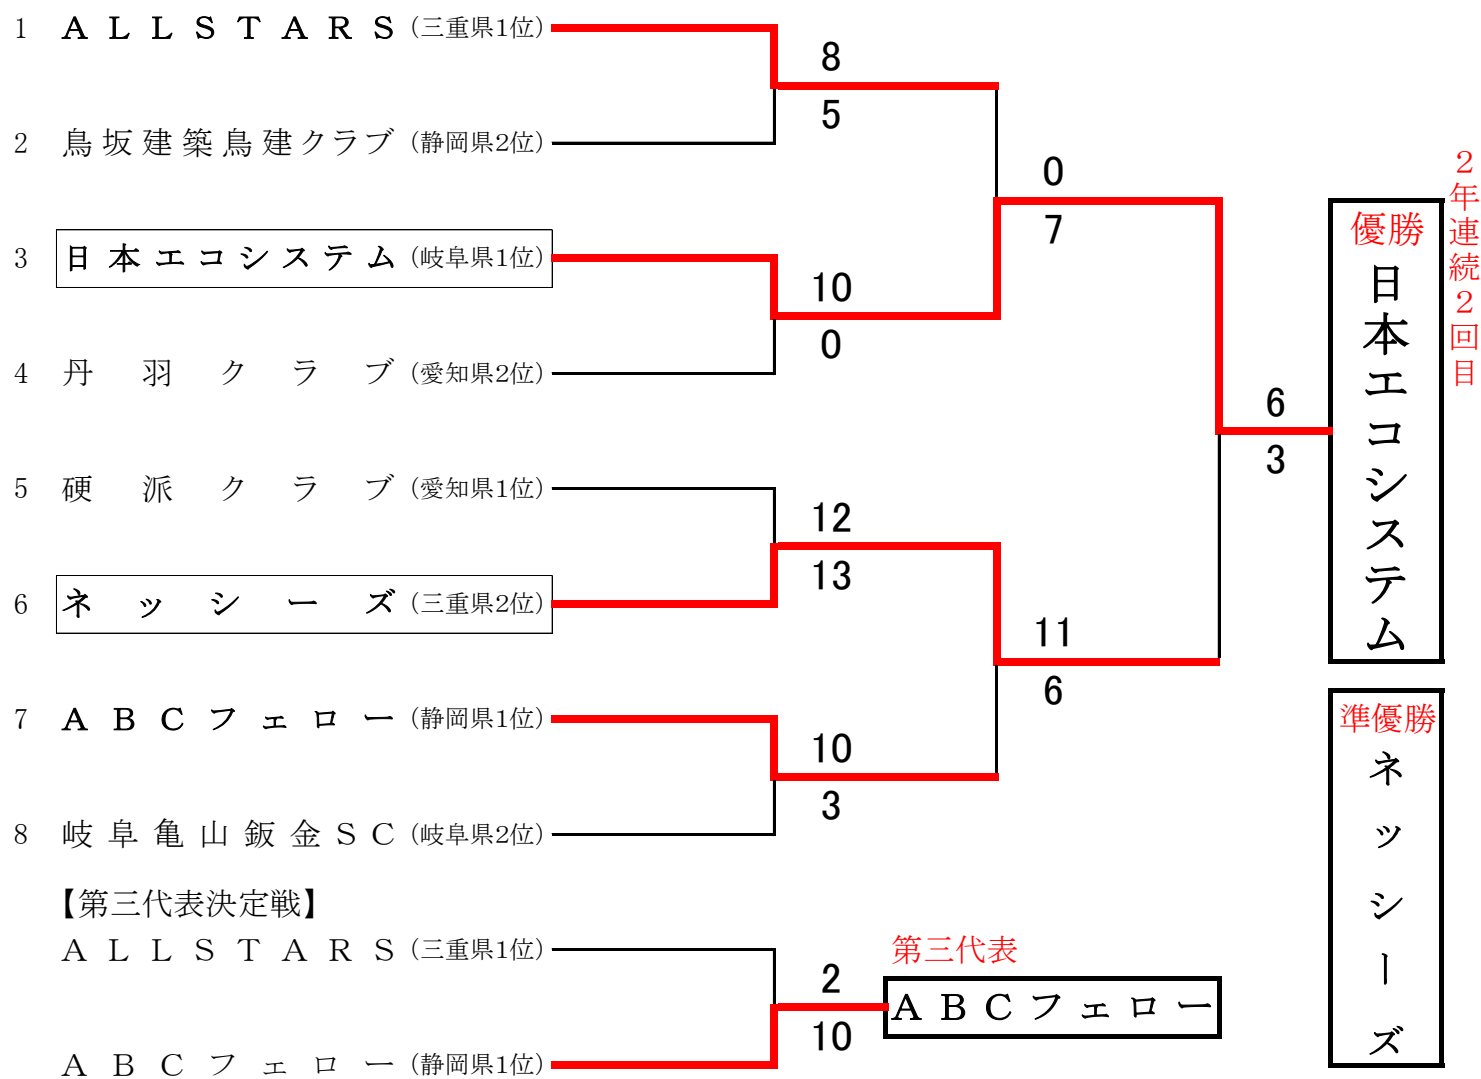 1 ALLSTARS (三重県1位)
8
5
2 鳥坂建築鳥建クラブ (静岡県2位)
0
7
3 日本エコシステム (岐阜県1位)
10
0
4 丹羽クラブ (愛知県2位)
6
3
5 硬派クラブ (愛知県1位)
12
13
6 ネッシーズ (三重県2位)
11
6
7 ABCフェロー (静岡県1位)
10
3
8 岐阜亀山鈑金SC (岐阜県2位)
優勝
日本エコシステム
2年連続2回目
準優勝
ネッシーズ
【第三代表決定戦】
ALLSTARS (三重県1位)
2
10
ABCフェロー (静岡県1位)
第三代表
ABCフェロー